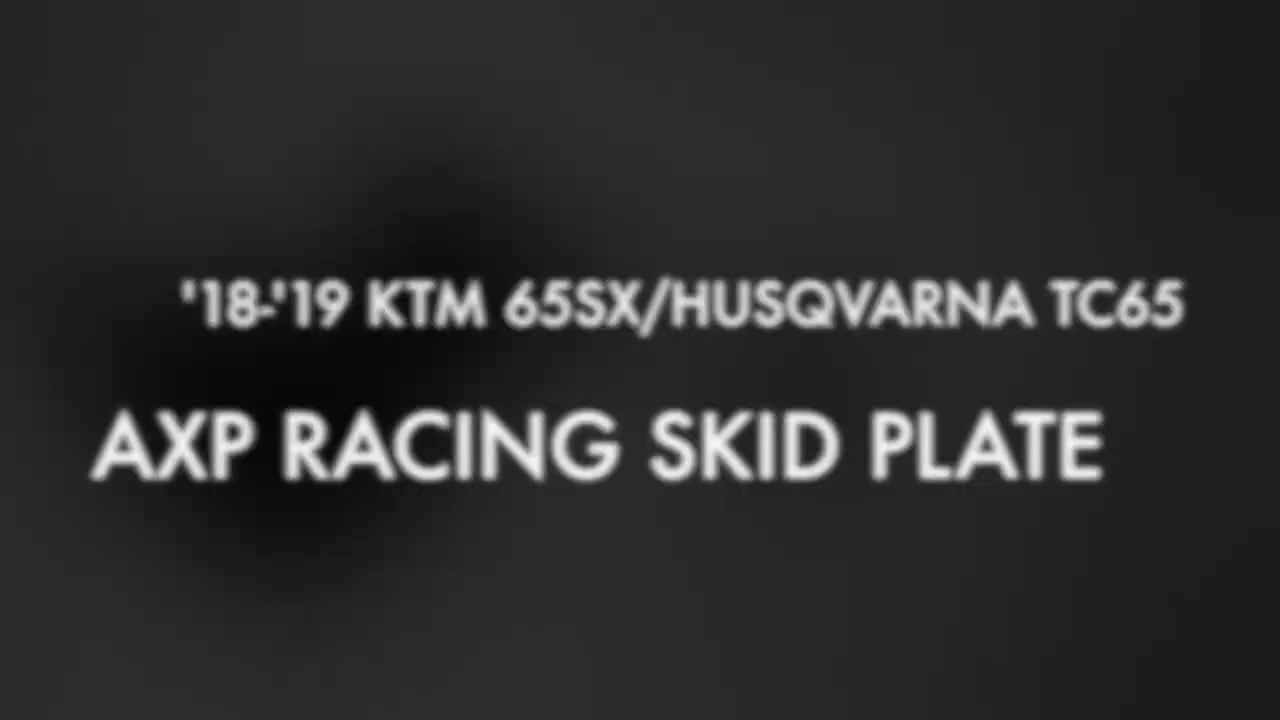 '18-'19 KTM 65SX/HUSQVARNA TC65
AXP RACING SKID PLATE